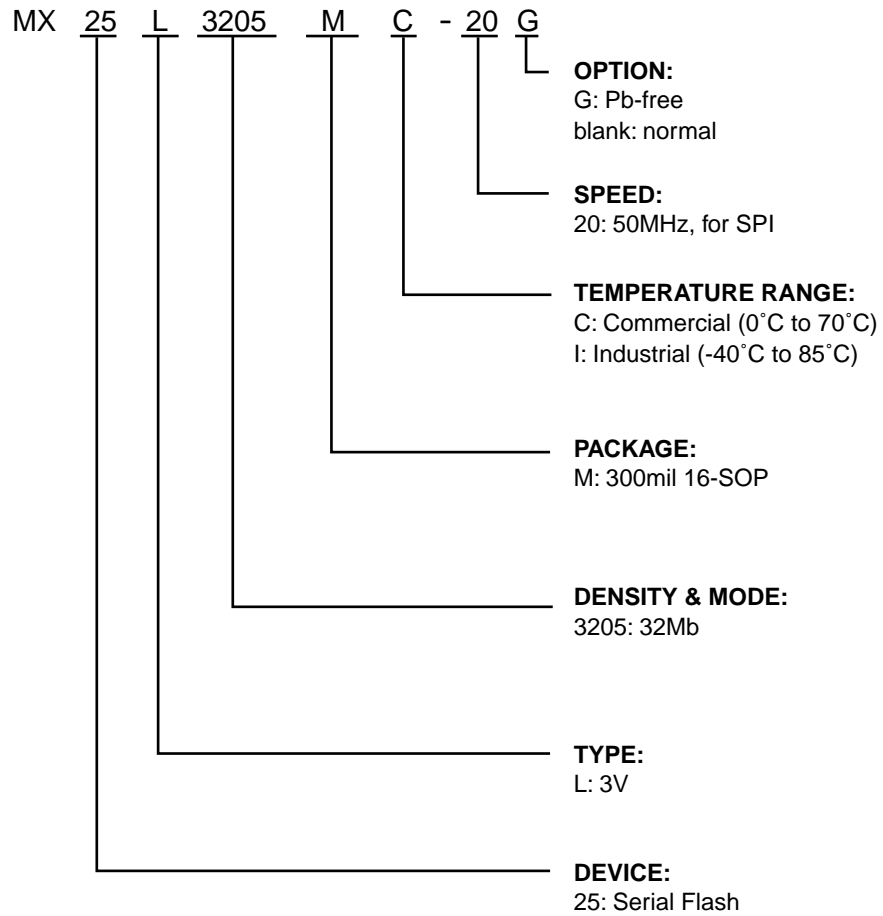 MX 25 L 3205 M C - 20 G
OPTION:
G: Pb-free
blank: normal
SPEED:
20: 50MHz, for SPI
TEMPERATURE RANGE:
C: Commercial (0˚C to 70˚C)
I: Industrial (-40˚C to 85˚C)
PACKAGE:
M: 300mil 16-SOP
DENSITY & MODE:
3205: 32Mb
TYPE:
L: 3V
DEVICE:
25: Serial Flash